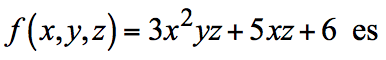 f(x,y,z) = 3x²yz + 5xz + 6 es